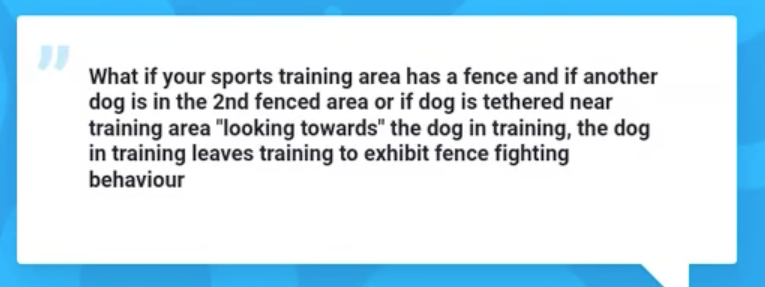 What if your sports training area has a fence and if another
dog is in the 2nd fenced area or if dog is tethered near
training area "looking towards" the dog in training, the dog
in training leaves training to exhibit fence fighting
behaviour